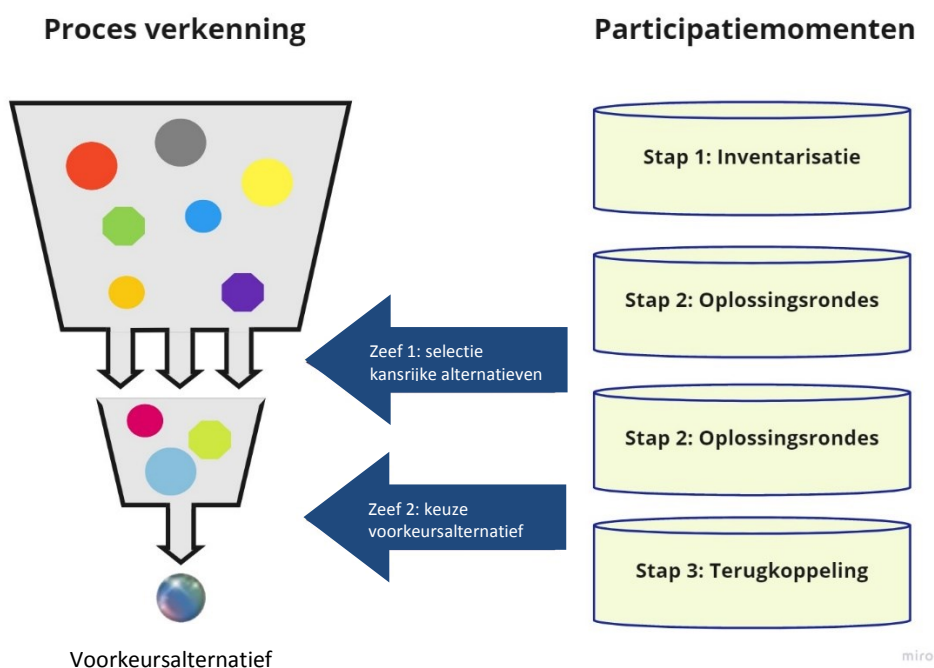 Proces verkenning
Participatiemomenten
Stap 1: Inventarisatie
Stap 2: Oplossingsrondes
Zeef 1: selectie
kansrijke alternatieven
Stap 2: Oplossingsrondes
Zeef 2: keuze
voorkeursalternatief
Stap 3: Terugkoppeling
Voorkeursalternatief
miro